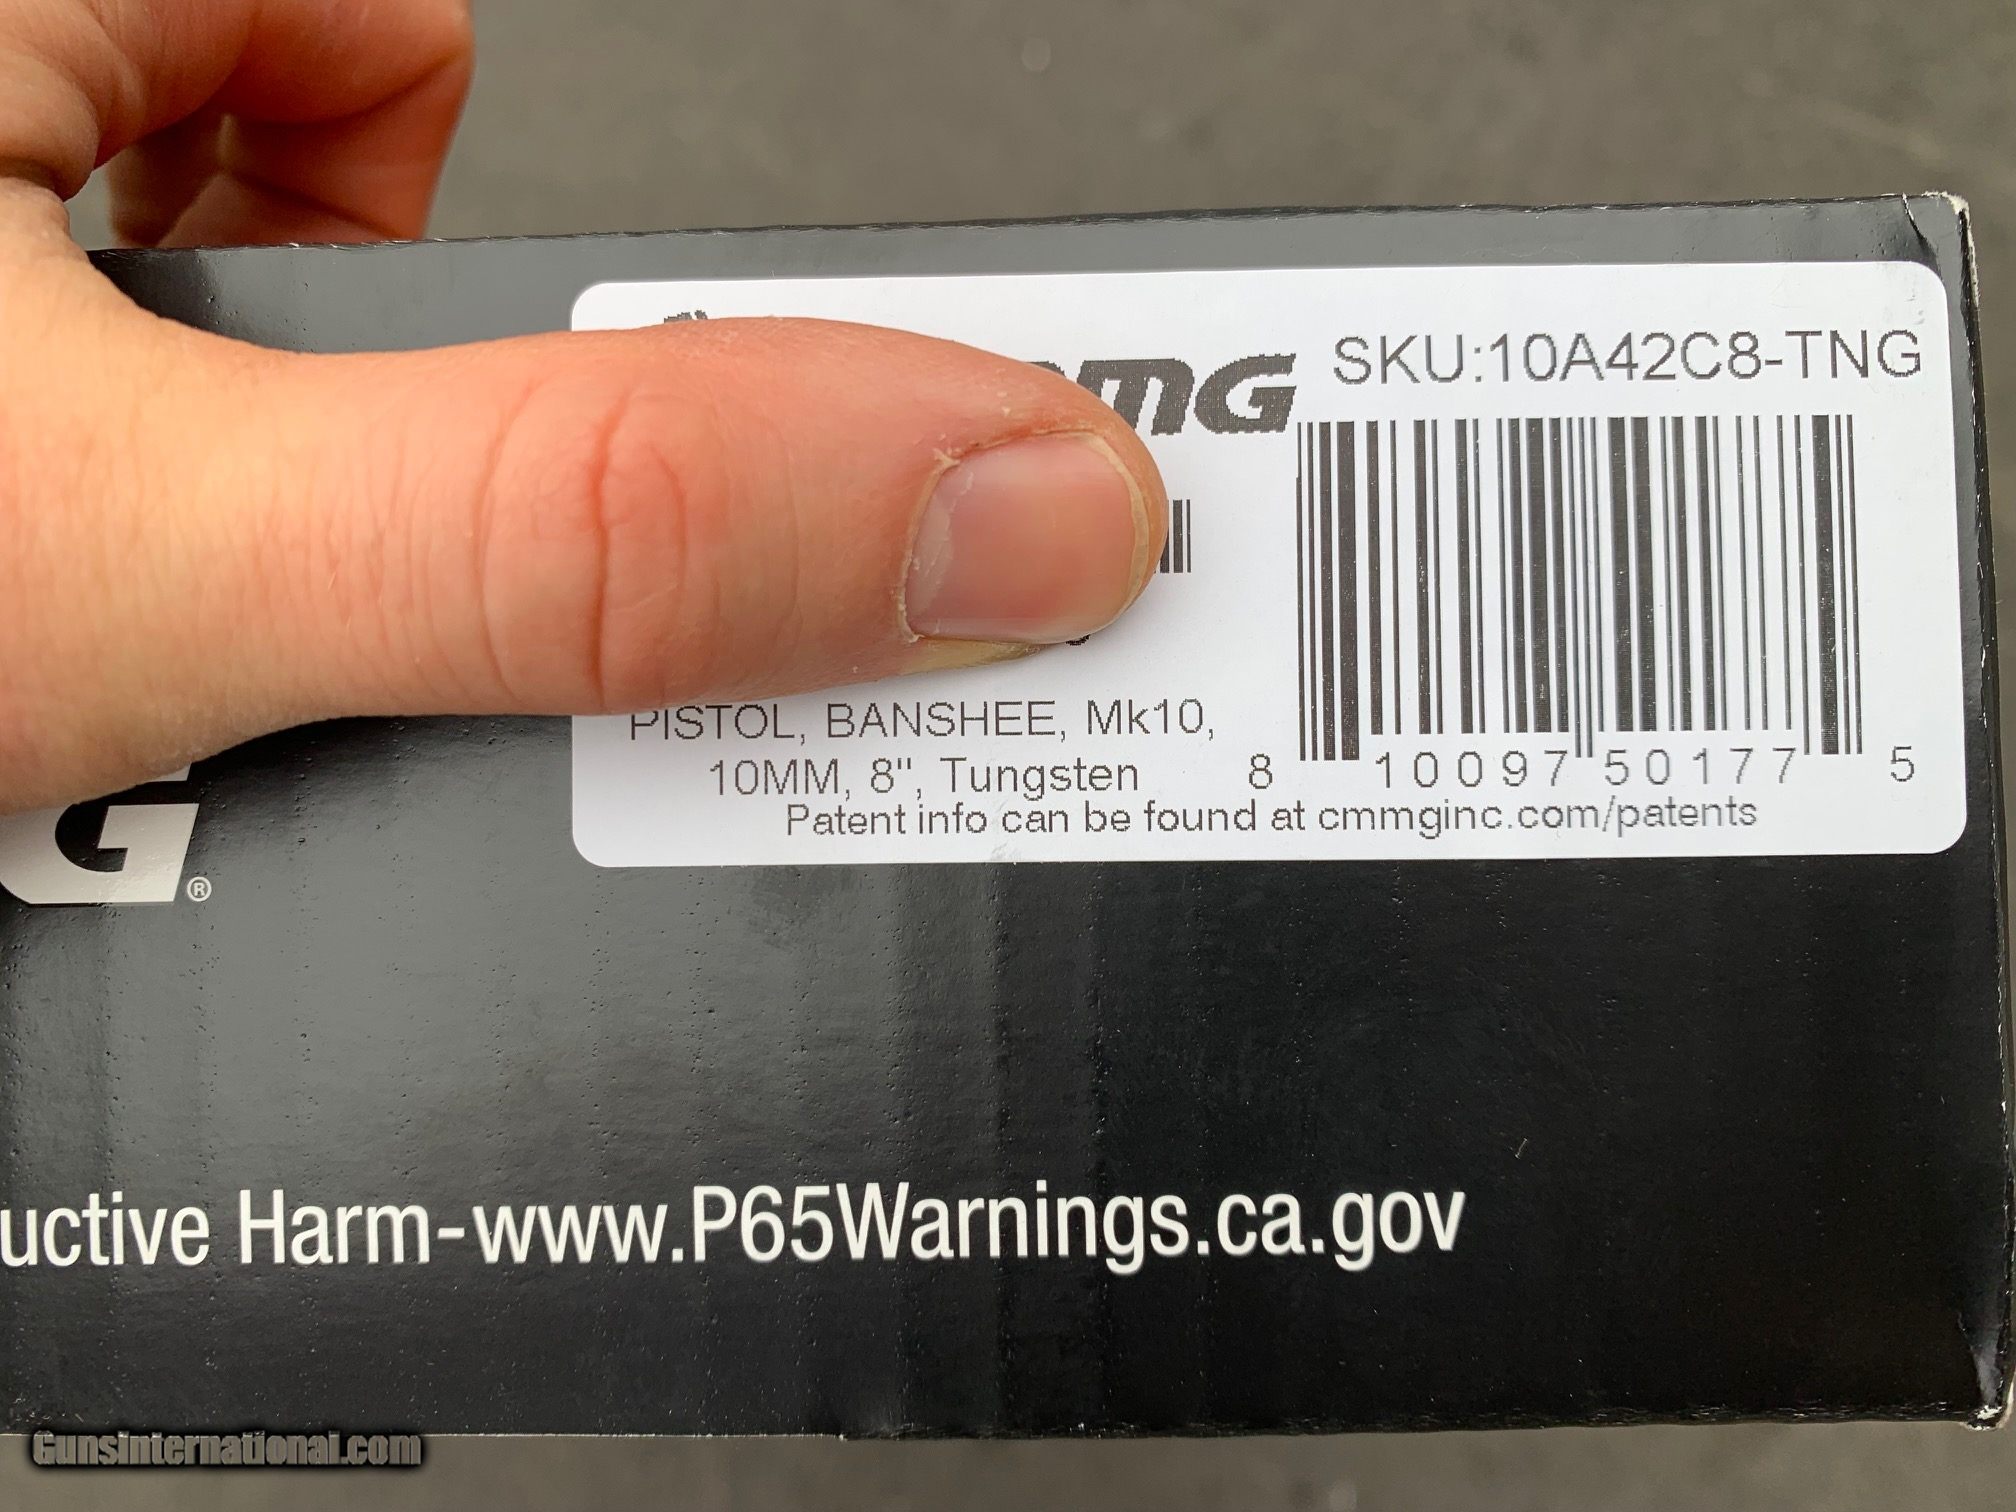 SKU:10A42C8-TNG
PISTOL, BANSHEE, Mk10,
10MM, 8", Tungsten
8 10097 50177 5
Patent info can be found at cmmginc.com/patents
G®
Harm-www.P65Warnings.ca.gov
GunsInternational.com